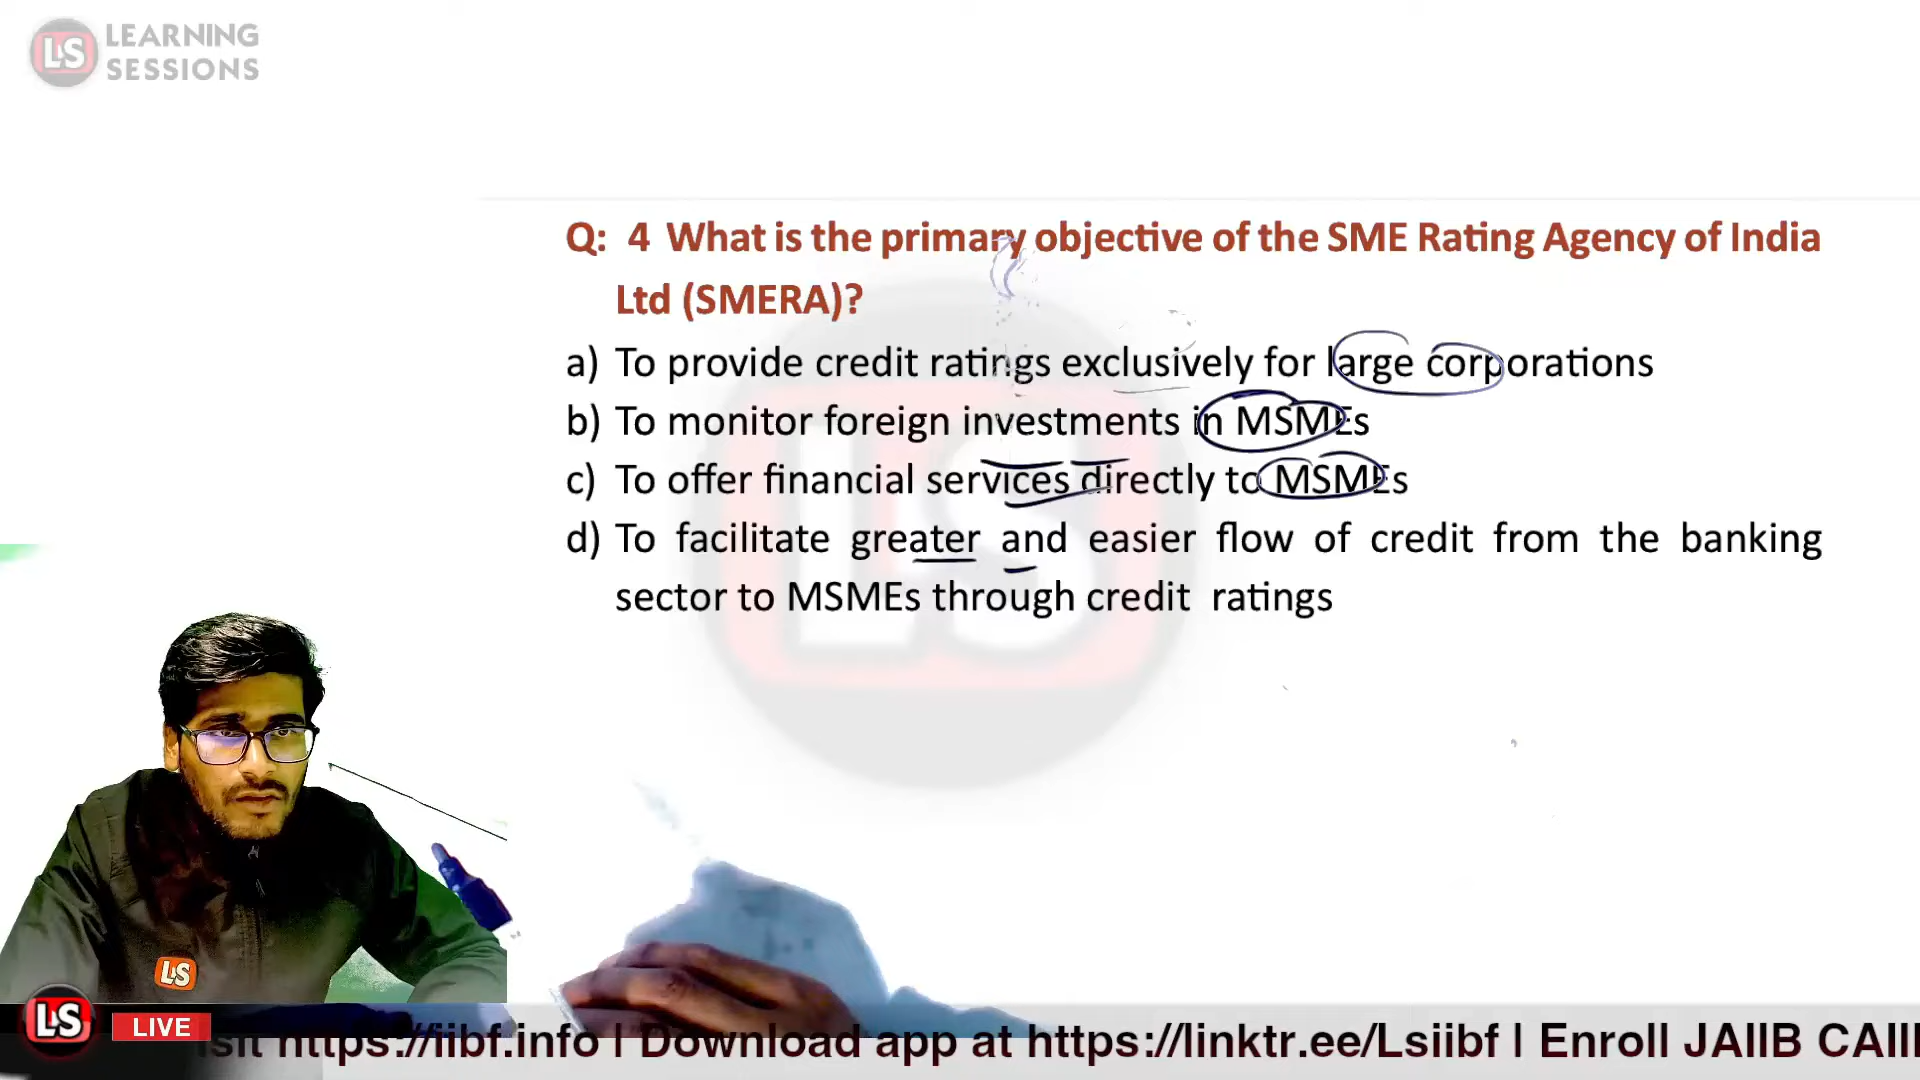 LS LEARNING
SESSIONS
Q: 4 What is the primary objective of the SME Rating Agency of India
Ltd (SMERA)?
a) To provide credit ratings exclusively for large corporations
b) To monitor foreign investments in MSMEs
c) To offer financial services directly to MSMEs
d) To facilitate greater and easier flow of credit from the banking
sector to MSMEs through credit ratings
LS
LS
LS LIVE
https://iibf.info | Download app at https://linktr.ee/Lsiibf | Enroll JAIIB